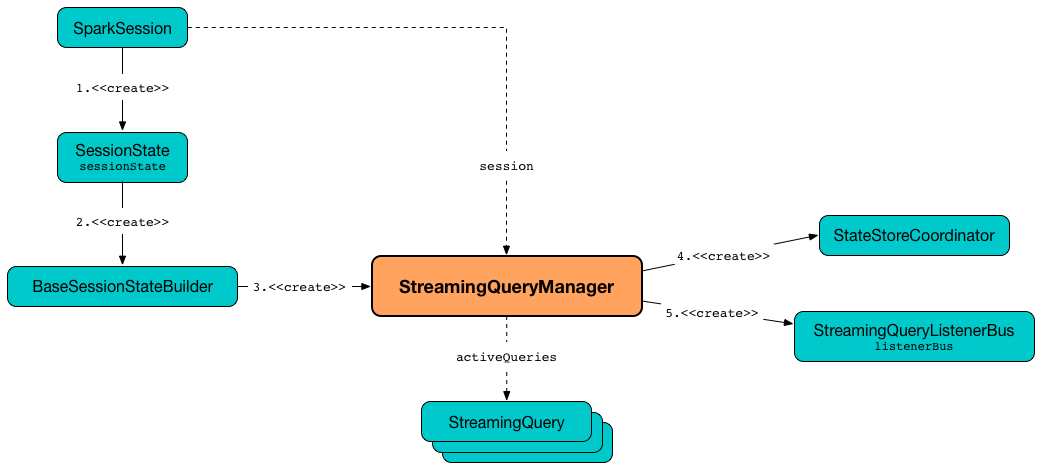 SparkSession
1.<<create>>
SessionState
sessionState
session
2.<<create>>
StateStoreCoordinator
4.<<create>>
BaseSessionStateBuilder
3.<<create>>
StreamingQueryManager
5.<<create>>
StreamingQueryListenerBus
listenerBus
activeQueries
StreamingQuery